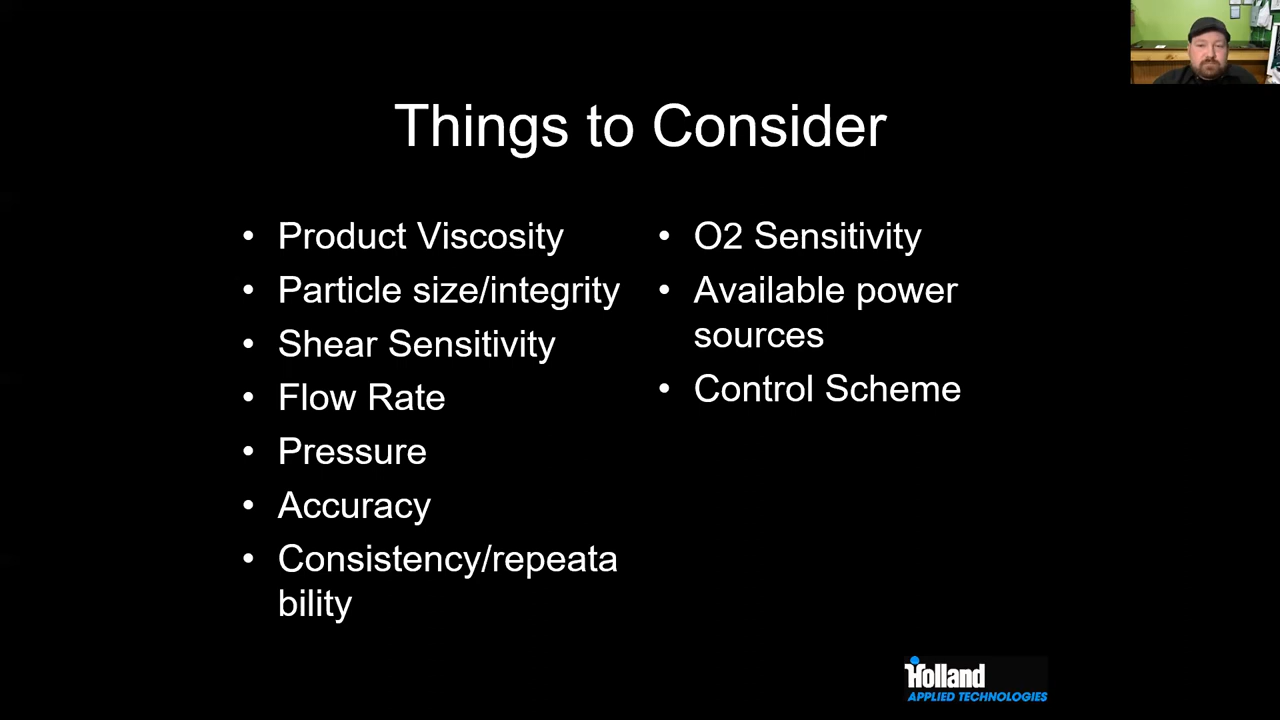 Things to Consider
• Product Viscosity
• Particle size/integrity
• Shear Sensitivity
• Flow Rate
• Pressure
• Accuracy
• Consistency/repeata
bility
• O2 Sensitivity
• Available power
sources
• Control Scheme
Holland
APPLIED TECHNOLOGIES